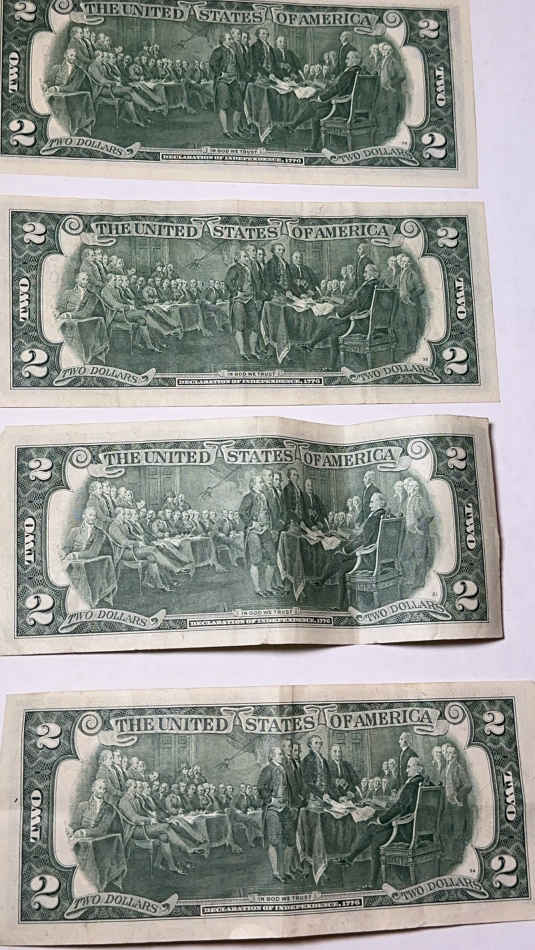 2 THE UNITED STATES OF AMERICA 2
TWO TWO
2 TWO DOLLARS IN GOD WE TRUST TWO DOLLARS 2
DECLARATION OF INDEPENDENCE, 1776
2 THE UNITED STATES OF AMERICA 2
TWO TWO
2 TWO DOLLARS IN GOD WE TRUST TWO DOLLARS 2
DECLARATION OF INDEPENDENCE, 1776
2 THE UNITED STATES OF AMERICA 2
TWO TWO
2 TWO DOLLARS IN GOD WE TRUST TWO DOLLARS 2
DECLARATION OF INDEPENDENCE, 1776
2 THE UNITED STATES OF AMERICA 2
TWO TWO
2 TWO DOLLARS IN GOD WE TRUST TWO DOLLARS 2
DECLARATION OF INDEPENDENCE, 1776